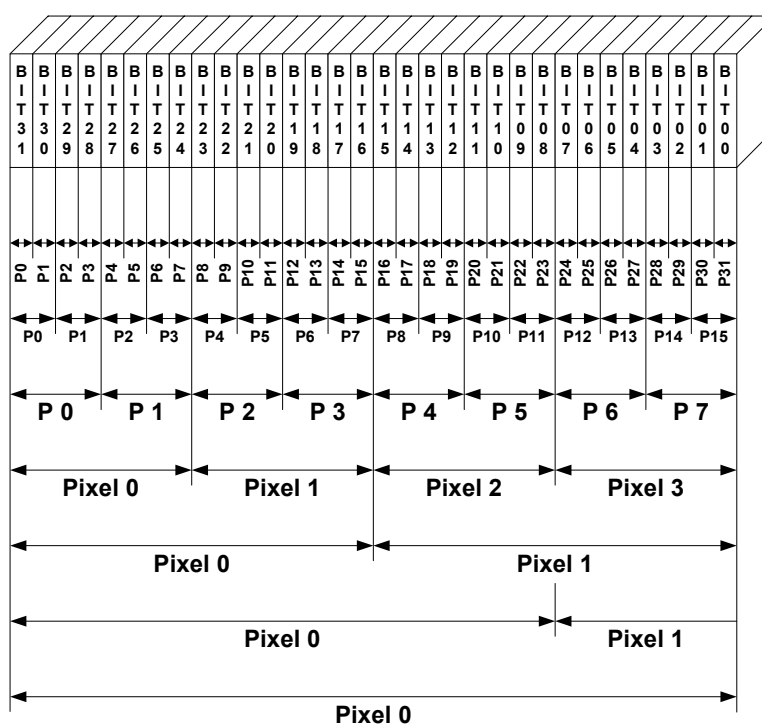 BIT31 BIT30 BIT29 BIT28 BIT27 BIT26 BIT25 BIT24 BIT23 BIT22 BIT21 BIT20 BIT19 BIT18 BIT17 BIT16 BIT15 BIT14 BIT13 BIT12 BIT11 BIT10 BIT09 BIT08 BIT07 BIT06 BIT05 BIT04 BIT03 BIT02 BIT01 BIT00
P0 P1 P2 P3 P4 P5 P6 P7 P8 P9 P10 P11 P12 P13 P14 P15 P16 P17 P18 P19 P20 P21 P22 P23 P24 P25 P26 P27 P28 P29 P30 P31
P0 P1 P2 P3 P4 P5 P6 P7 P8 P9 P10 P11 P12 P13 P14 P15
P 0 P 1 P 2 P 3 P 4 P 5 P 6 P 7
Pixel 0 Pixel 1 Pixel 2 Pixel 3
Pixel 0 Pixel 1
Pixel 0 Pixel 1
Pixel 0